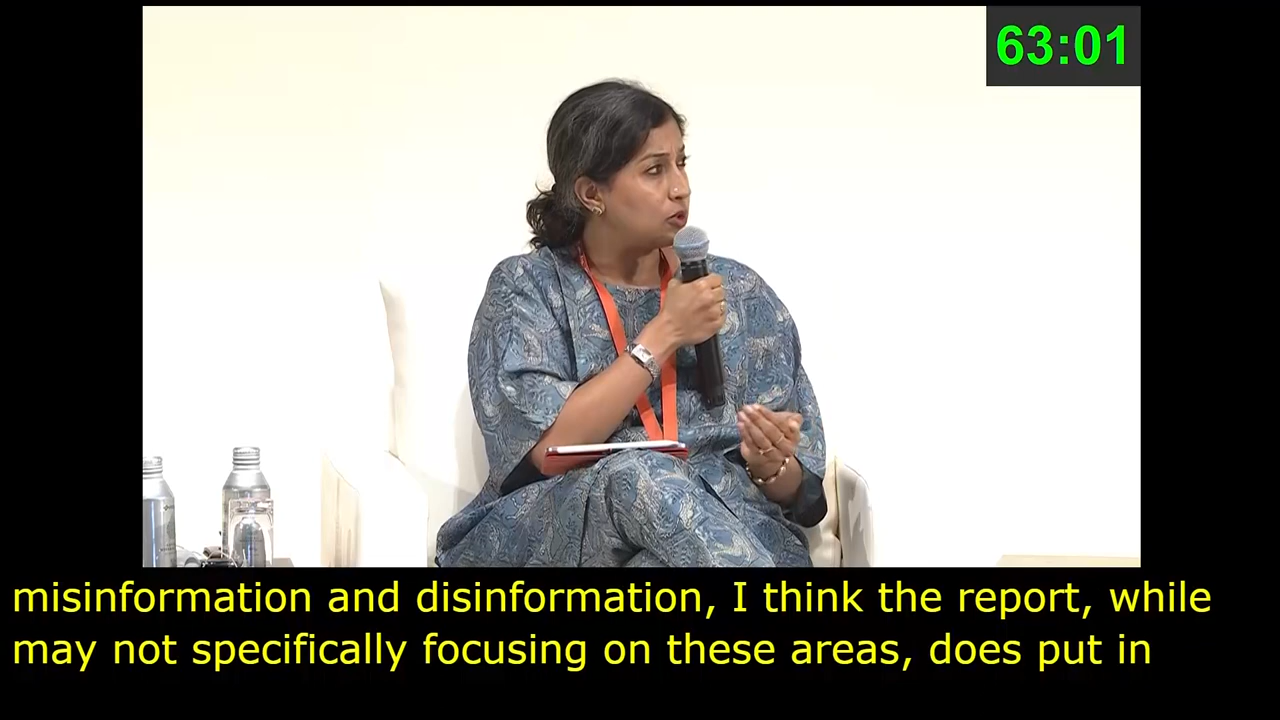 63:01
misinformation and disinformation, I think the report, while
may not specifically focusing on these areas, does put in